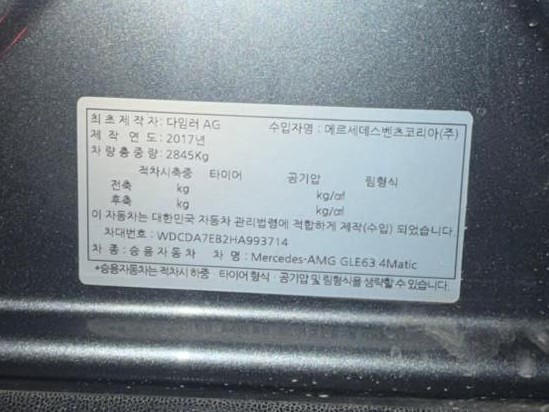 최초제작자: 다임러 AG 수입자명: 메르세데스벤츠코리아(주)
제작연도: 2017년
차량총중량: 2845Kg
적차시축중 타이어 공기압 림형식
전축 kg kg/㎠
후축 kg kg/㎠
이 자동차는 대한민국 자동차 관리법령에 적합하게 제작(수입) 되었습니다.
차대번호: WDCDA7EB2HA993714
차종: 승용자동차 차명: Mercedes-AMG GLE63 4Matic
*승용자동차는 적차시 하중·타이어형식·공기압 및 림형식을 생략할 수 있습니다.